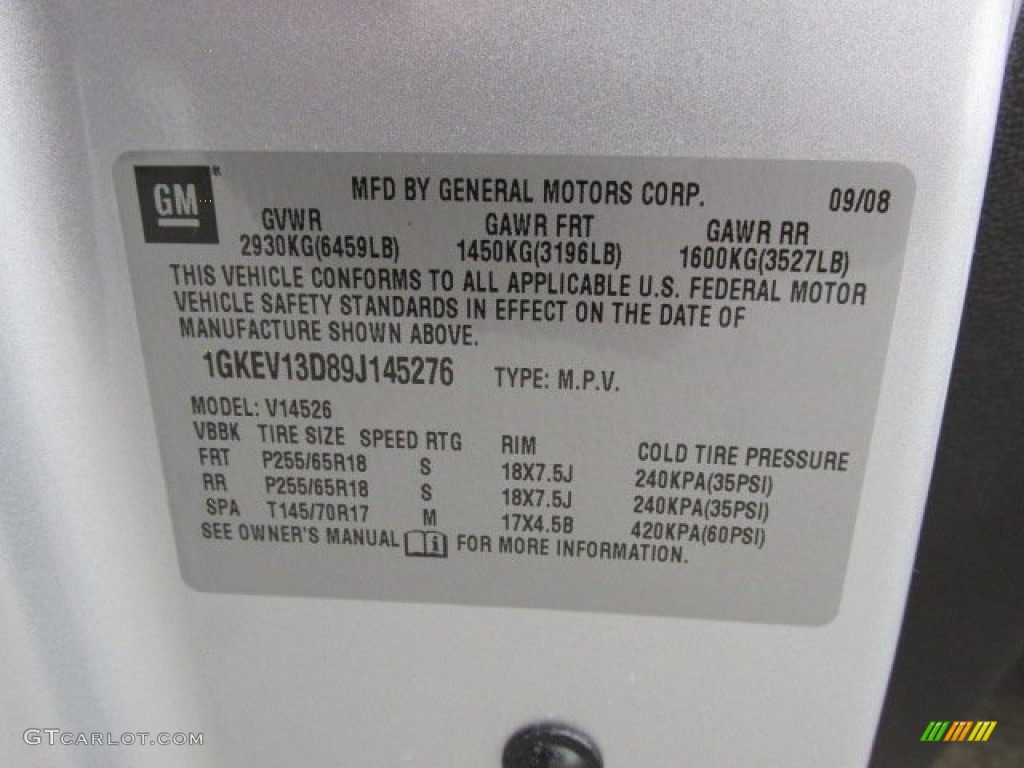 GM®
MFD BY GENERAL MOTORS CORP. 09/08
GVWR GAWR FRT GAWR RR
2930KG(6459LB) 1450KG(3196LB) 1600KG(3527LB)
THIS VEHICLE CONFORMS TO ALL APPLICABLE U.S. FEDERAL MOTOR
VEHICLE SAFETY STANDARDS IN EFFECT ON THE DATE OF
MANUFACTURE SHOWN ABOVE.
1GKEV13D89J145276 TYPE: M.P.V.
MODEL: V14526
VBBK TIRE SIZE SPEED RTG RIM COLD TIRE PRESSURE
FRT P255/65R18 S 18X7.5J 240KPA(35PSI)
RR P255/65R18 S 18X7.5J 240KPA(35PSI)
SPA T145/70R17 M 17X4.5B 420KPA(60PSI)
SEE OWNER'S MANUAL i FOR MORE INFORMATION.
GTCARLOT.COM